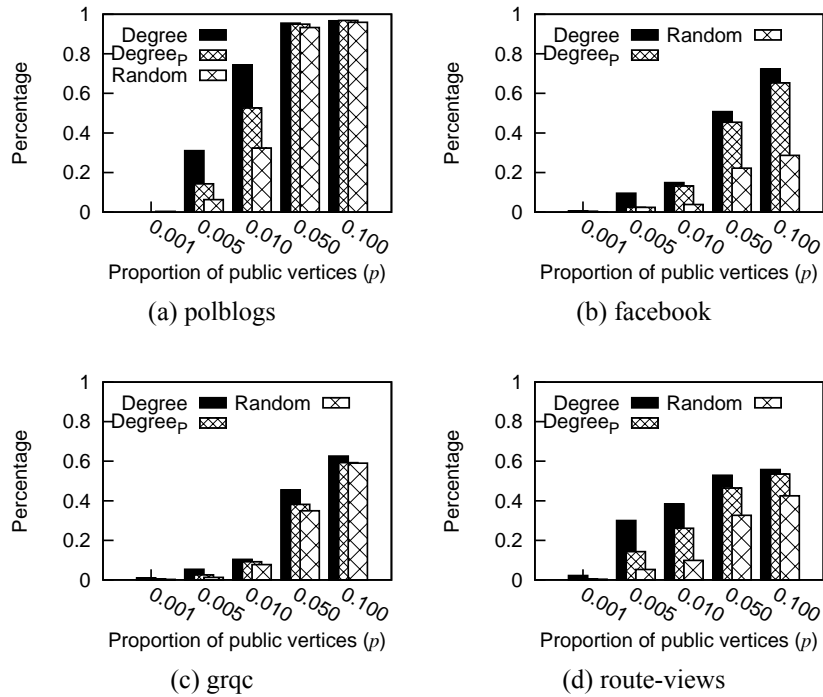 1
0.8
0.6
0.4
0.2
0
Percentage
Degree
Degree_P
Random
0.001
0.005
0.010
0.050
0.100
Proportion of public vertices (p)
(a) polblogs
1
0.8
0.6
0.4
0.2
0
Percentage
Degree Random
Degree_P
0.001
0.005
0.010
0.050
0.100
Proportion of public vertices (p)
(b) facebook
1
0.8
0.6
0.4
0.2
0
Percentage
Degree Random
Degree_P
0.001
0.005
0.010
0.050
0.100
Proportion of public vertices (p)
(c) grqc
1
0.8
0.6
0.4
0.2
0
Percentage
Degree Random
Degree_P
0.001
0.005
0.010
0.050
0.100
Proportion of public vertices (p)
(d) route-views